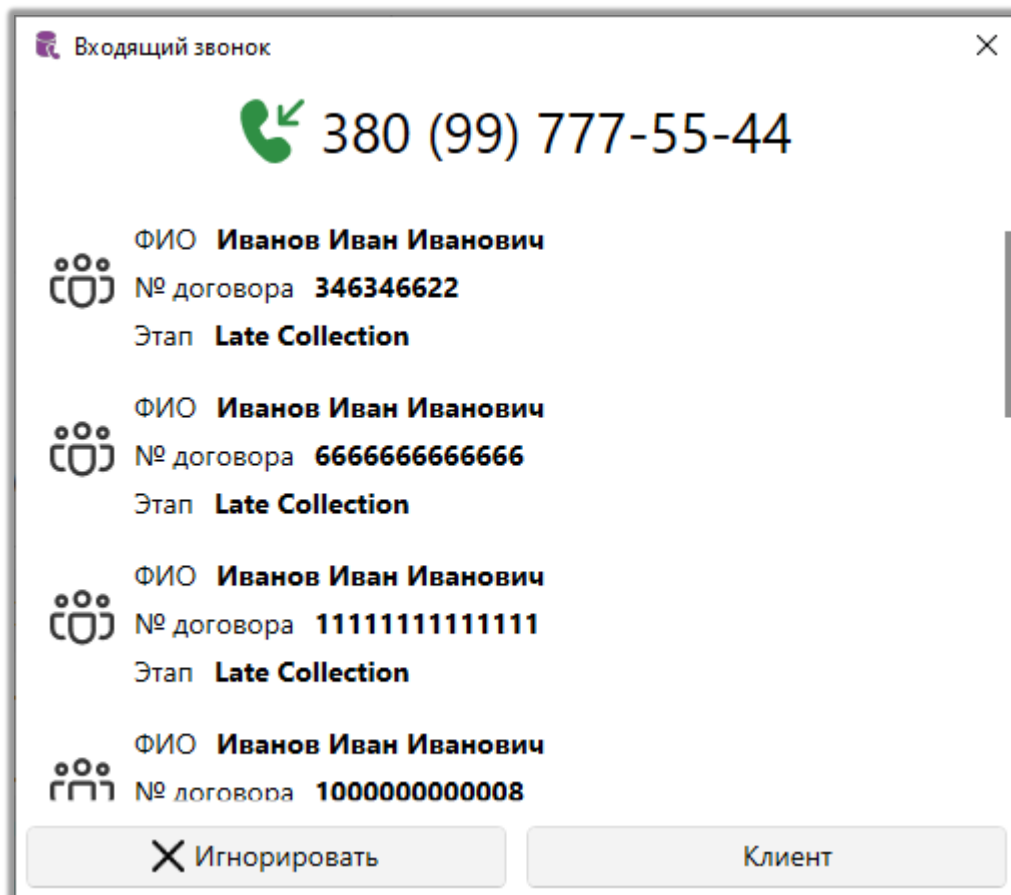 Входящий звонок
380 (99) 777-55-44
ФИО Иванов Иван Иванович
№ договора 346346622
Этап Late Collection
ФИО Иванов Иван Иванович
№ договора 6666666666666
Этап Late Collection
ФИО Иванов Иван Иванович
№ договора 11111111111111
Этап Late Collection
ФИО Иванов Иван Иванович
№ договора 1000000000008
Игнорировать
Клиент